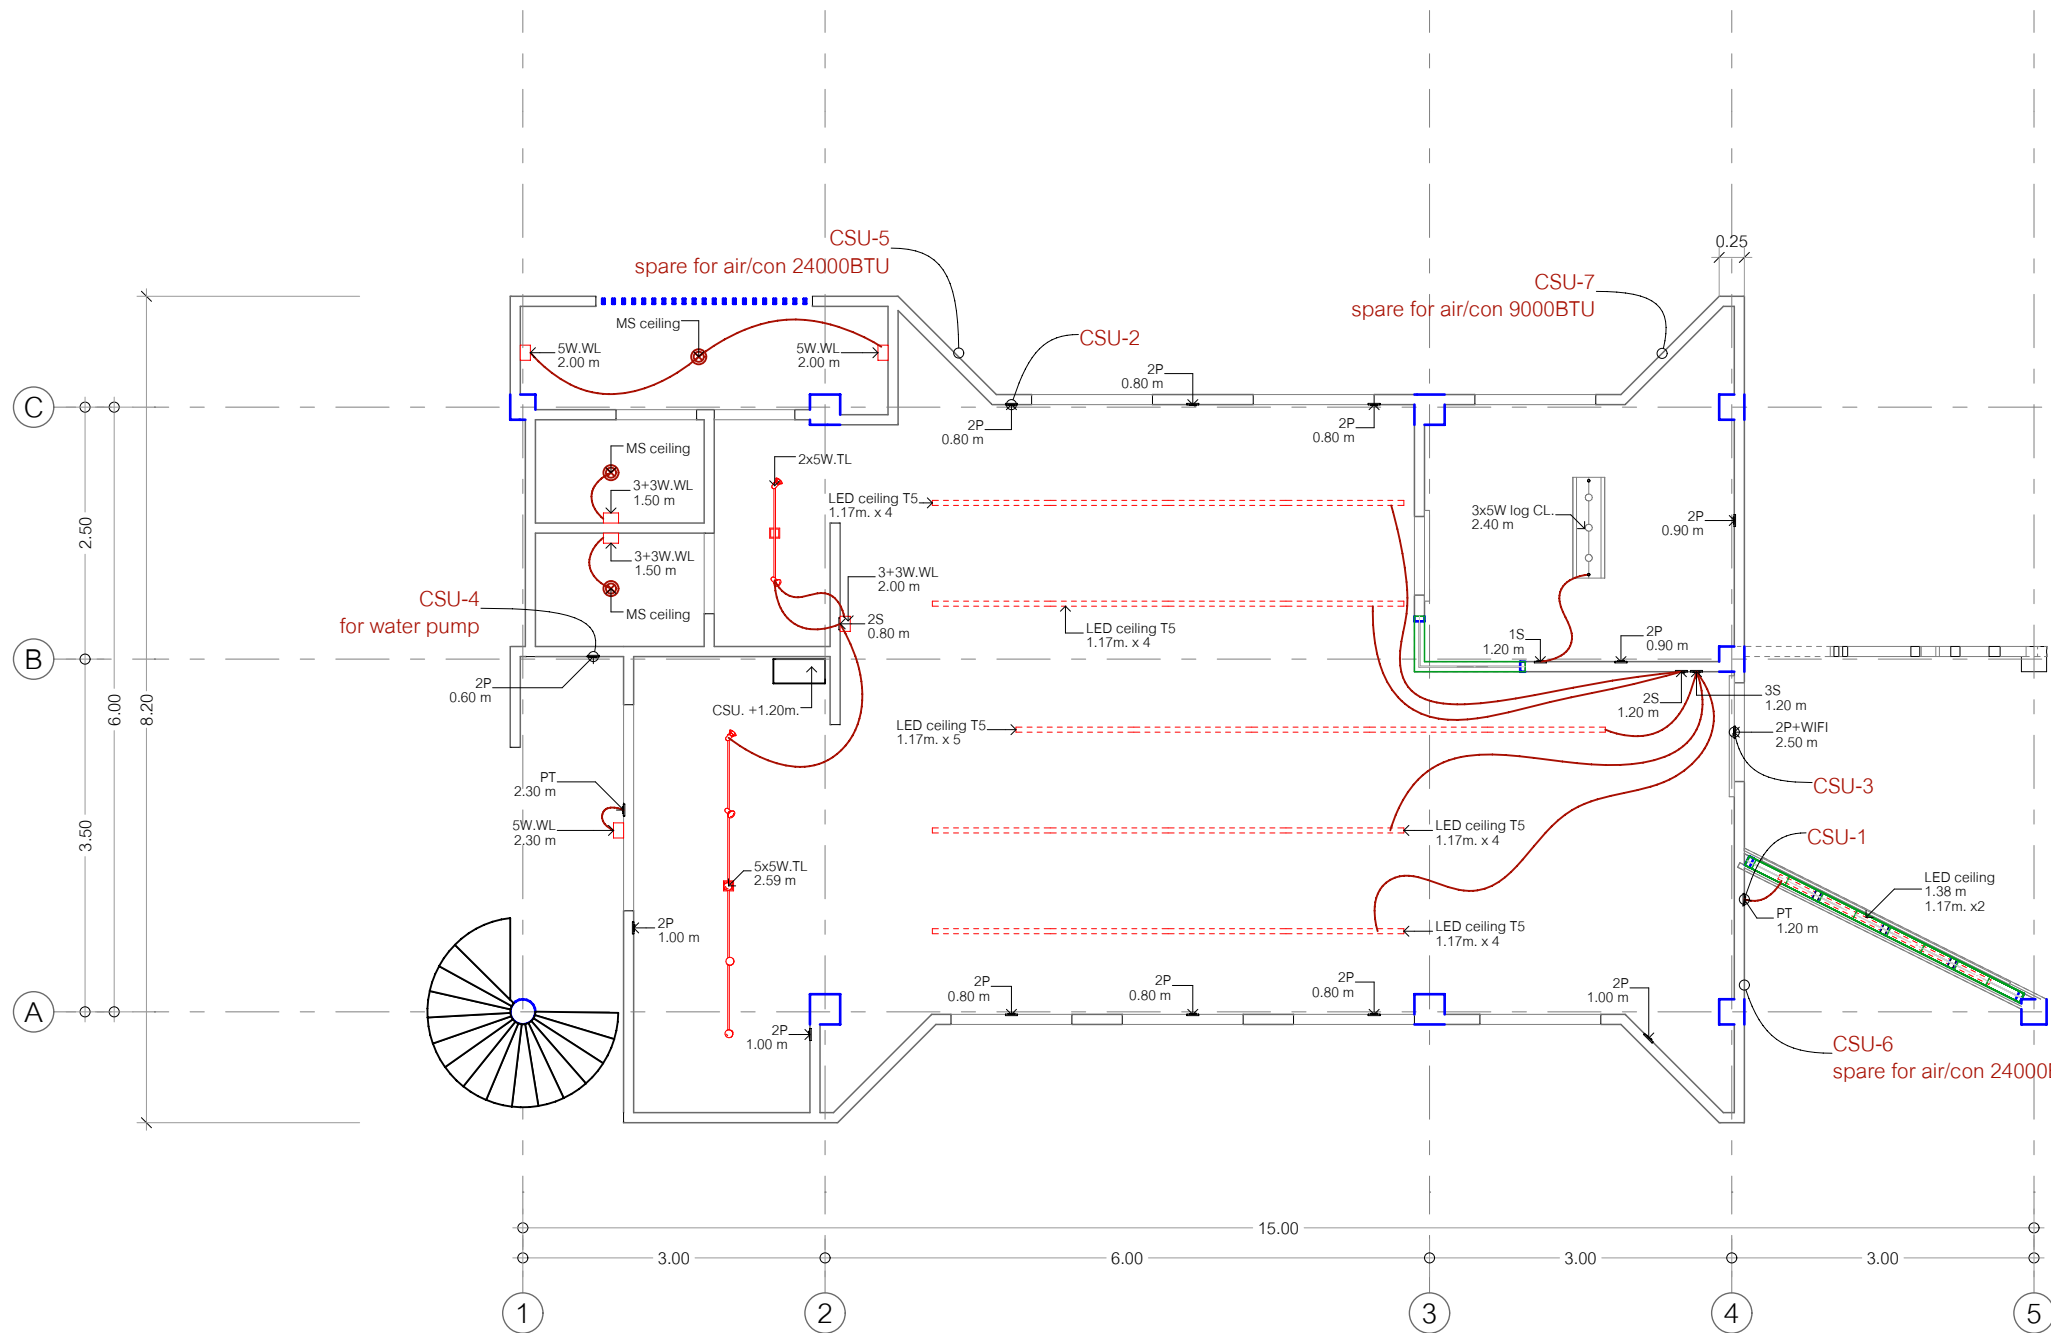 0.25
CSU-5
spare for air/con 24000BTU
CSU-7
spare for air/con 9000BTU
CSU-2
MS ceiling
5W.WL
2.00 m
5W.WL
2.00 m
2P
0.80 m
C
2P
0.80 m
2P
0.80 m
MS ceiling
2x5W.TL
3+3W.WL
1.50 m
LED ceiling T5
1.17m. x 4
3x5W log CL.
2.40 m
2P
0.90 m
2.50
3+3W.WL
1.50 m
3+3W.WL
2.00 m
CSU-4
for water pump
MS ceiling
2S
0.80 m
LED ceiling T5
1.17m. x 4
1S
1.20 m
2P
0.90 m
B
2P
0.60 m
CSU. +1.20m.
2S
1.20 m
3S
1.20 m
6.00
8.20
LED ceiling T5
1.17m. x 5
2P+WIFI
2.50 m
CSU-3
PT
2.30 m
5W.WL
2.30 m
3.50
LED ceiling T5
1.17m. x 4
CSU-1
5x5W.TL
2.59 m
LED ceiling
1.38 m
1.17m. x2
PT
1.20 m
2P
1.00 m
LED ceiling T5
1.17m. x 4
2P
0.80 m
2P
0.80 m
2P
0.80 m
2P
1.00 m
A
2P
1.00 m
CSU-6
spare for air/con 24000
15.00
3.00
6.00
3.00
3.00
1
2
3
4
5